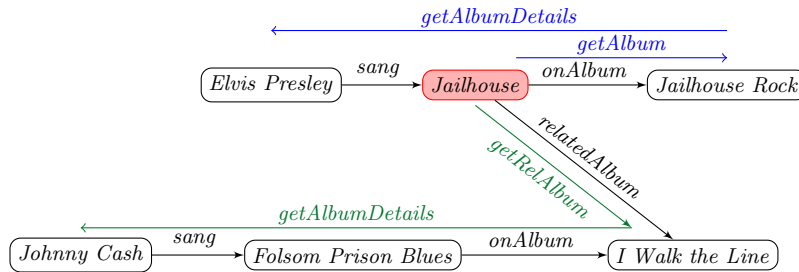 getAlbumDetails
getAlbum
Elvis Presley
sang
Jailhouse
onAlbum
Jailhouse Rock
relatedAlbum
getRelAlbum
getAlbumDetails
Johnny Cash
sang
Folsom Prison Blues
onAlbum
I Walk the Line